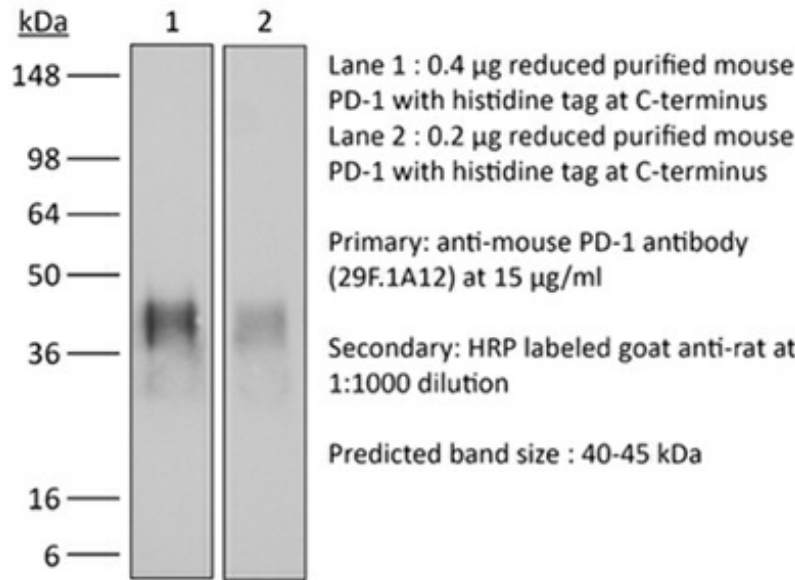 kDa 1 2
148
98
64
50
36
16
6
Lane 1 : 0.4 µg reduced purified mouse
PD-1 with histidine tag at C-terminus
Lane 2 : 0.2 µg reduced purified mouse
PD-1 with histidine tag at C-terminus
Primary: anti-mouse PD-1 antibody
(29F.1A12) at 15 µg/ml
Secondary: HRP labeled goat anti-rat at
1:1000 dilution
Predicted band size : 40-45 kDa